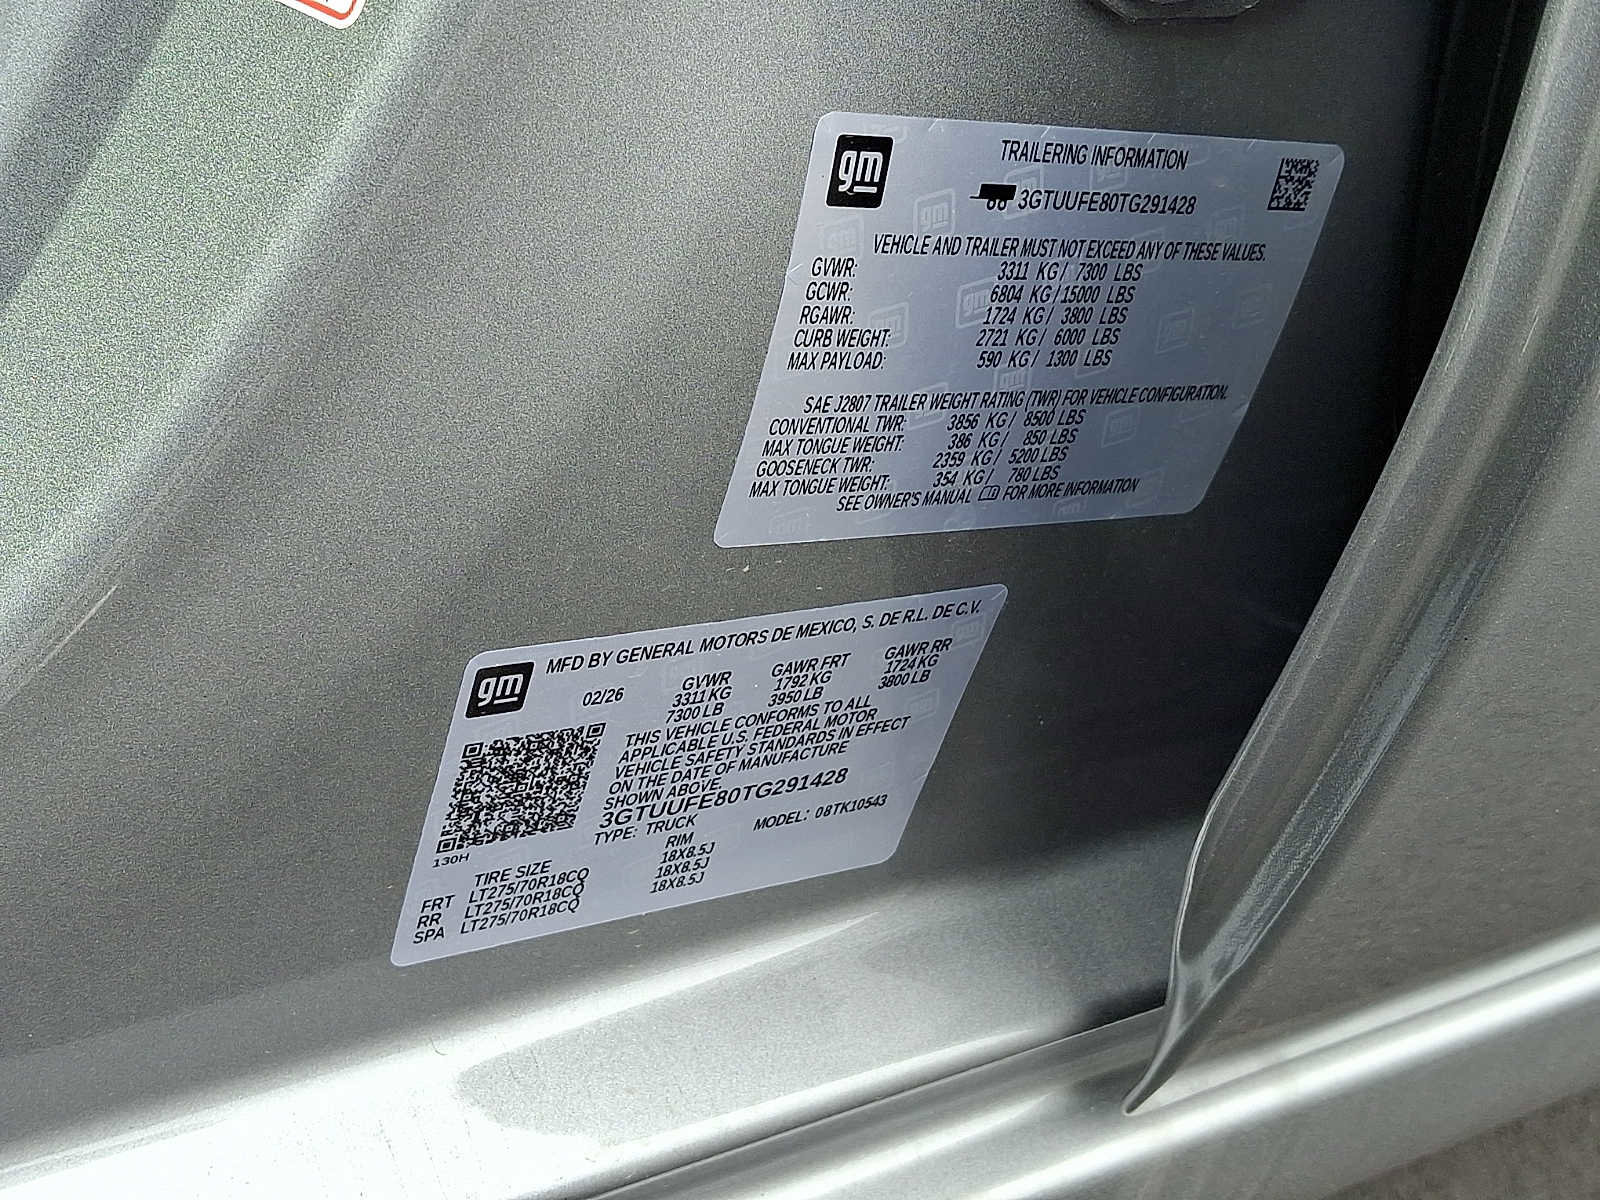 gm
TRAILERING INFORMATION
3GTUUFE80TG291428
VEHICLE AND TRAILER MUST NOT EXCEED ANY OF THESE VALUES.
GVWR: 3311 KG / 7300 LBS
GCWR: 6804 KG / 15000 LBS
RGAWR: 1724 KG / 3800 LBS
CURB WEIGHT: 2721 KG / 6000 LBS
MAX PAYLOAD: 590 KG / 1300 LBS
SAE J2807 TRAILER WEIGHT RATING (TWR) FOR VEHICLE CONFIGURATION.
CONVENTIONAL TWR: 3856 KG / 8500 LBS
MAX TONGUE WEIGHT: 386 KG / 850 LBS
GOOSENECK TWR: 2359 KG / 5200 LBS
MAX TONGUE WEIGHT: 354 KG / 780 LBS
SEE OWNER'S MANUAL FOR MORE INFORMATION
gm
MFD BY GENERAL MOTORS DE MEXICO, S. DE R.L. DE C.V.
02/26 GVWR GAWR FRT GAWR RR
3311 KG 1792 KG 1724 KG
7300 LB 3950 LB 3800 LB
THIS VEHICLE CONFORMS TO ALL
APPLICABLE U.S. FEDERAL MOTOR
VEHICLE SAFETY STANDARDS IN EFFECT
ON THE DATE OF MANUFACTURE
SHOWN ABOVE.
3GTUUFE80TG291428
TYPE: TRUCK MODEL: 08TK10543
130H
TIRE SIZE RIM
FRT LT275/70R18CQ 18X8.5J
RR LT275/70R18CQ 18X8.5J
SPA LT275/70R18CQ 18X8.5J